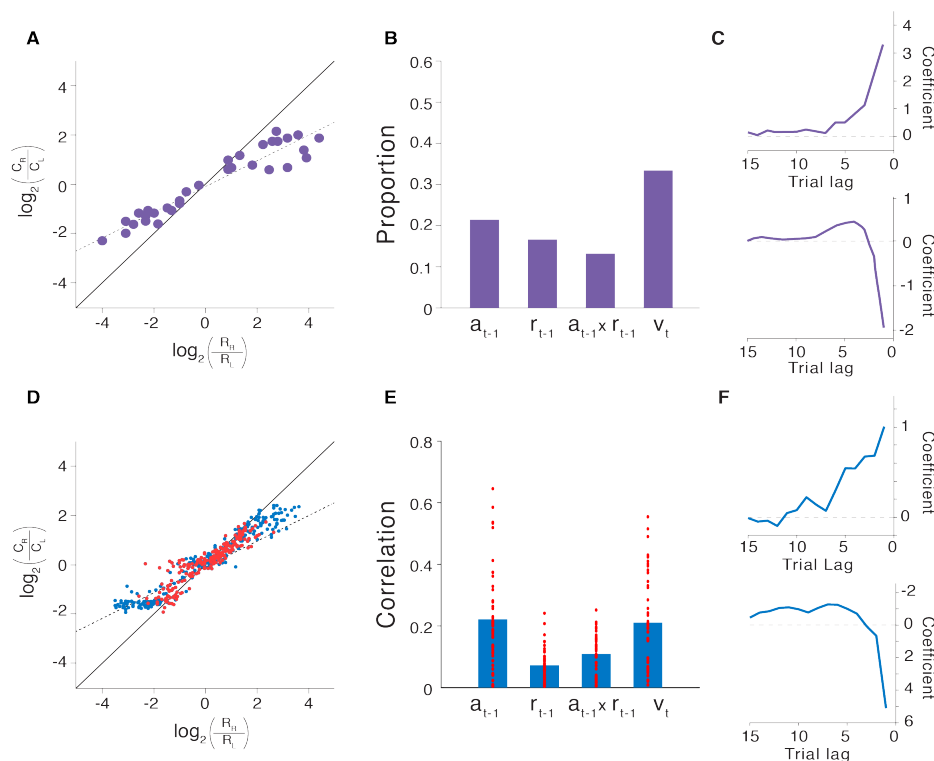 A
4
2
0
-2
-4
-4
-2
0
2
4
log2(CR/CL)
log2(RR/RL)
B
0.6
0.5
0.4
0.3
0.2
0.1
0
Proportion
at-1
rt-1
at-1 x rt-1
vt
C
4
3
2
1
0
Coefficient
15
10
5
0
Trial lag
1
0
-1
-2
Coefficient
15
10
5
0
Trial lag
D
4
2
0
-2
-4
-4
-2
0
2
4
log2(CR/CL)
log2(RR/RL)
E
0.8
0.6
0.4
0.2
0
Correlation
at-1
rt-1
at-1 x rt-1
vt
F
1
0
Coefficient
15
10
5
0
Trial Lag
-2
0
2
4
6
Coefficient
15
10
5
0
Trial lag